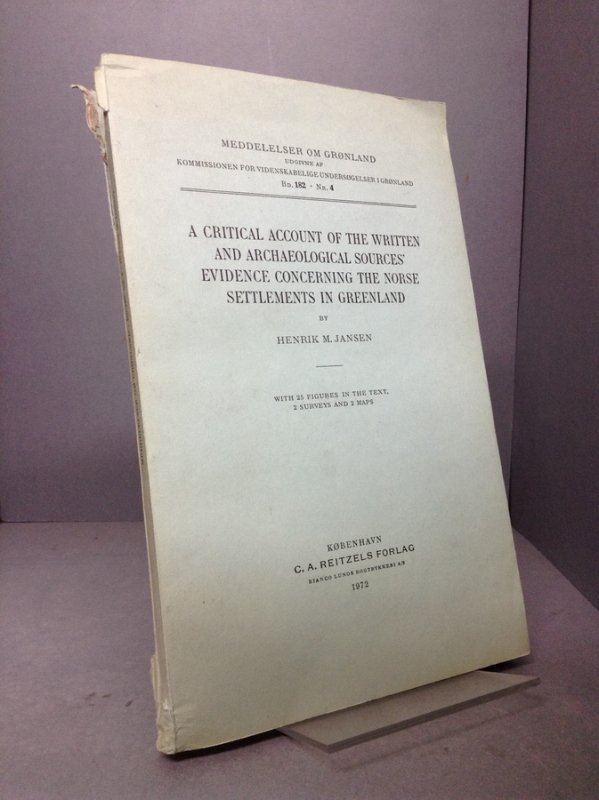 MEDDELELSER OM GRØNLAND
UDGIVNE AF
KOMMISSIONEN FOR VIDENSKABELIGE UNDERSØGELSER I GRØNLAND
BD. 182 · NR. 4
A CRITICAL ACCOUNT OF THE WRITTEN
AND ARCHAEOLOGICAL SOURCES'
EVIDENCE CONCERNING THE NORSE
SETTLEMENTS IN GREENLAND
BY
HENRIK M. JANSEN
WITH 25 FIGURES IN THE TEXT,
2 SURVEYS AND 2 MAPS
KØBENHAVN
C. A. REITZELS FORLAG
BIANCO LUNOS BOGTRYKKERI A/S
1972